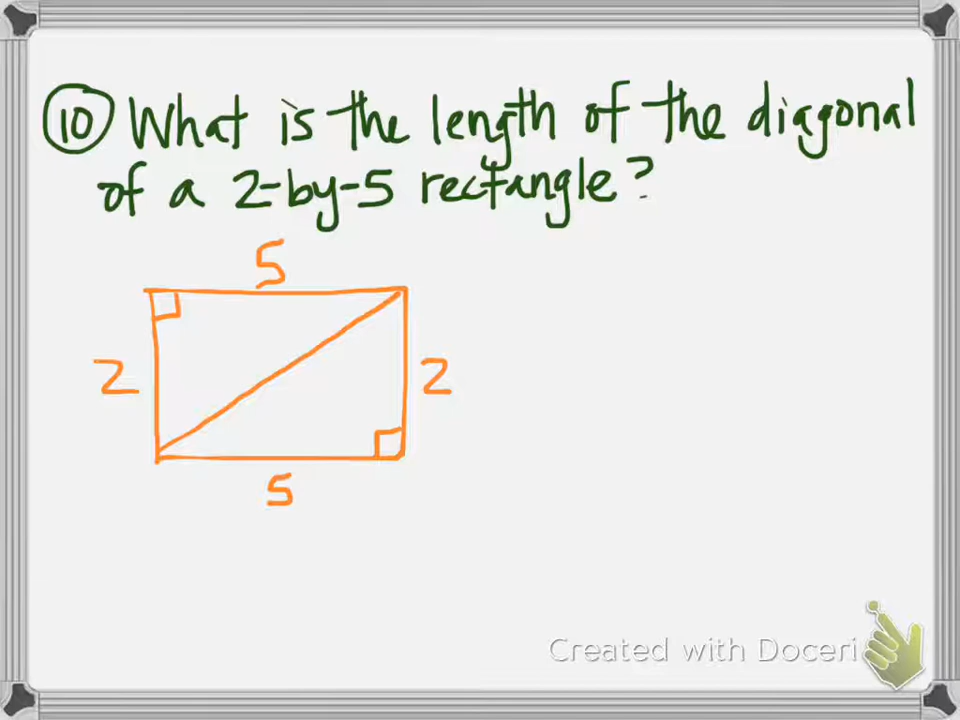 10 What is the length of the diagonal
of a 2-by-5 rectangle?
5
2
2
5
Created with Doceri